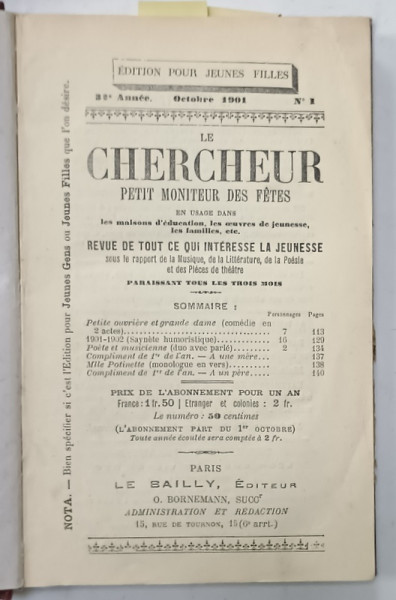 ÉDITION POUR JEUNES FILLES
Année. Octobre 1901 N° 1
LE
CHERCHEUR
PETIT MONITEUR DES FÊTES
EN USAGE DANS
les maisons d'éducation, les œuvres de jeunesse,
les familles, etc.
REVUE DE TOUT CE QUI INTÉRESSE LA JEUNESSE
sous le rapport de la Musique, de la Littérature, de la Poésie
et des Pièces de théâtre
PARAISSANT TOUS LES TROIS MOIS
SOMMAIRE :
Personnages Pages
Petite ouvrière et grande dame (comédie en
2 actes) 7 113
1901-1902 (Saynète humoristique) 129
Poète et musicienne (duo avec parlé) 2 134
Compliment de 1er de l'an. — A une mère 137
Mlle Potinette (monologue en vers) 138
Compliment de 1er de l'an. — A un père 140
PRIX DE L'ABONNEMENT POUR UN AN
France: 1 fr. 50 | Etranger et colonies : 2 fr.
Le numéro : 50 centimes
(L'ABONNEMENT PART DU 1er OCTOBRE)
Toute année écoulée sera comptée à 2 fr.
PARIS
LE BAILLY, ÉDITEUR
O. BORNEMANN, SUCCr
ADMINISTRATION ET RÉDACTION
15, RUE DE TOURNON, 15 (6e arr.)
NOTA. — Bien spécifier si c'est l'Edition pour Jeunes Gens ou Jeunes Filles que l'on désire.